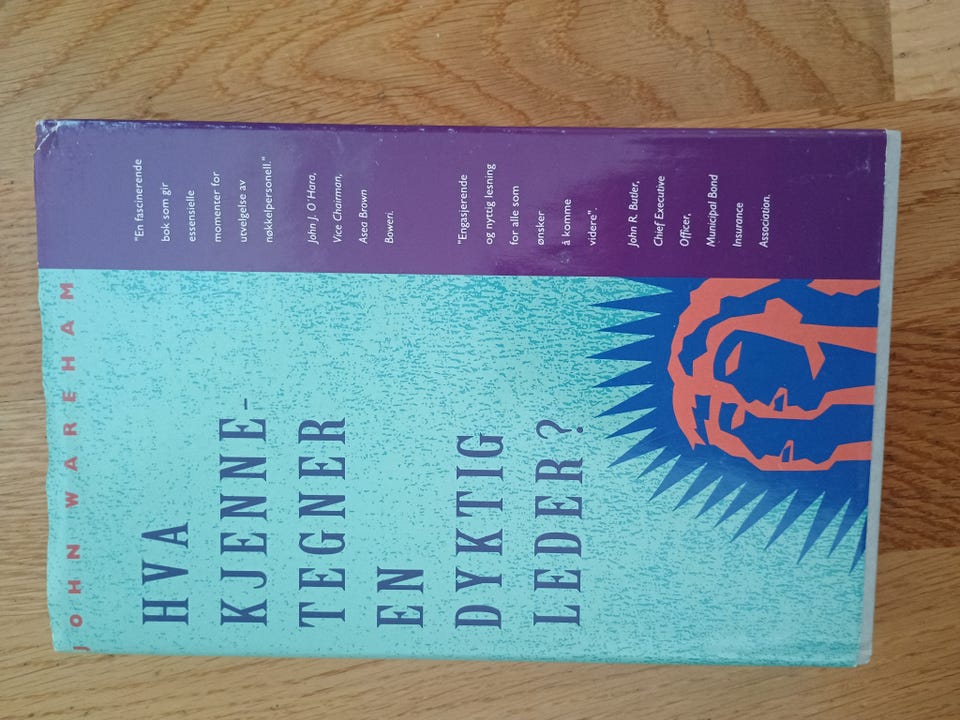 JOHN WAREHAM
HVA
KJENNE-
TEGNER
EN
DYKTIG
LEDER?
"En fascinerende
bok som gir
essensielle
momenter for
utvelgelse av
nøkkelpersonell."
John J. O'Hara,
Vice Chairman,
Asea Brown
Boweri.
"Engasjerende
og nyttig lesning
for alle som
ønsker
å komme
videre".
John R. Butler,
Chief Executive
Officer,
Municipal Bond
Insurance
Association.